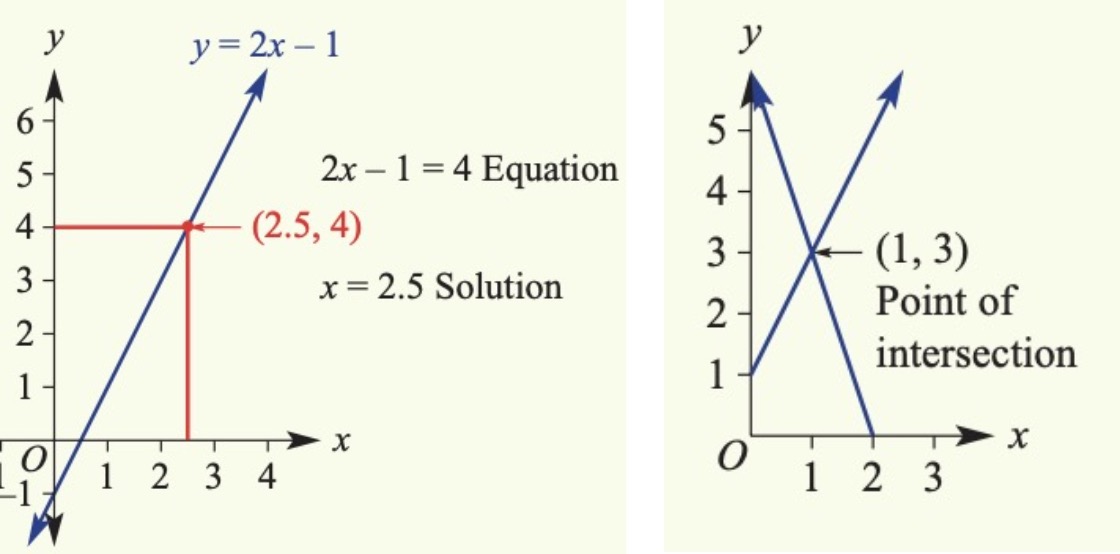 y
y = 2x – 1
6
5
2x – 1 = 4 Equation
4
(2.5, 4)
3
x = 2.5 Solution
2
1
O
x
1 2 3 4
–1
y
5
4
3
(1, 3)
Point of
2
intersection
1
O
x
1 2 3